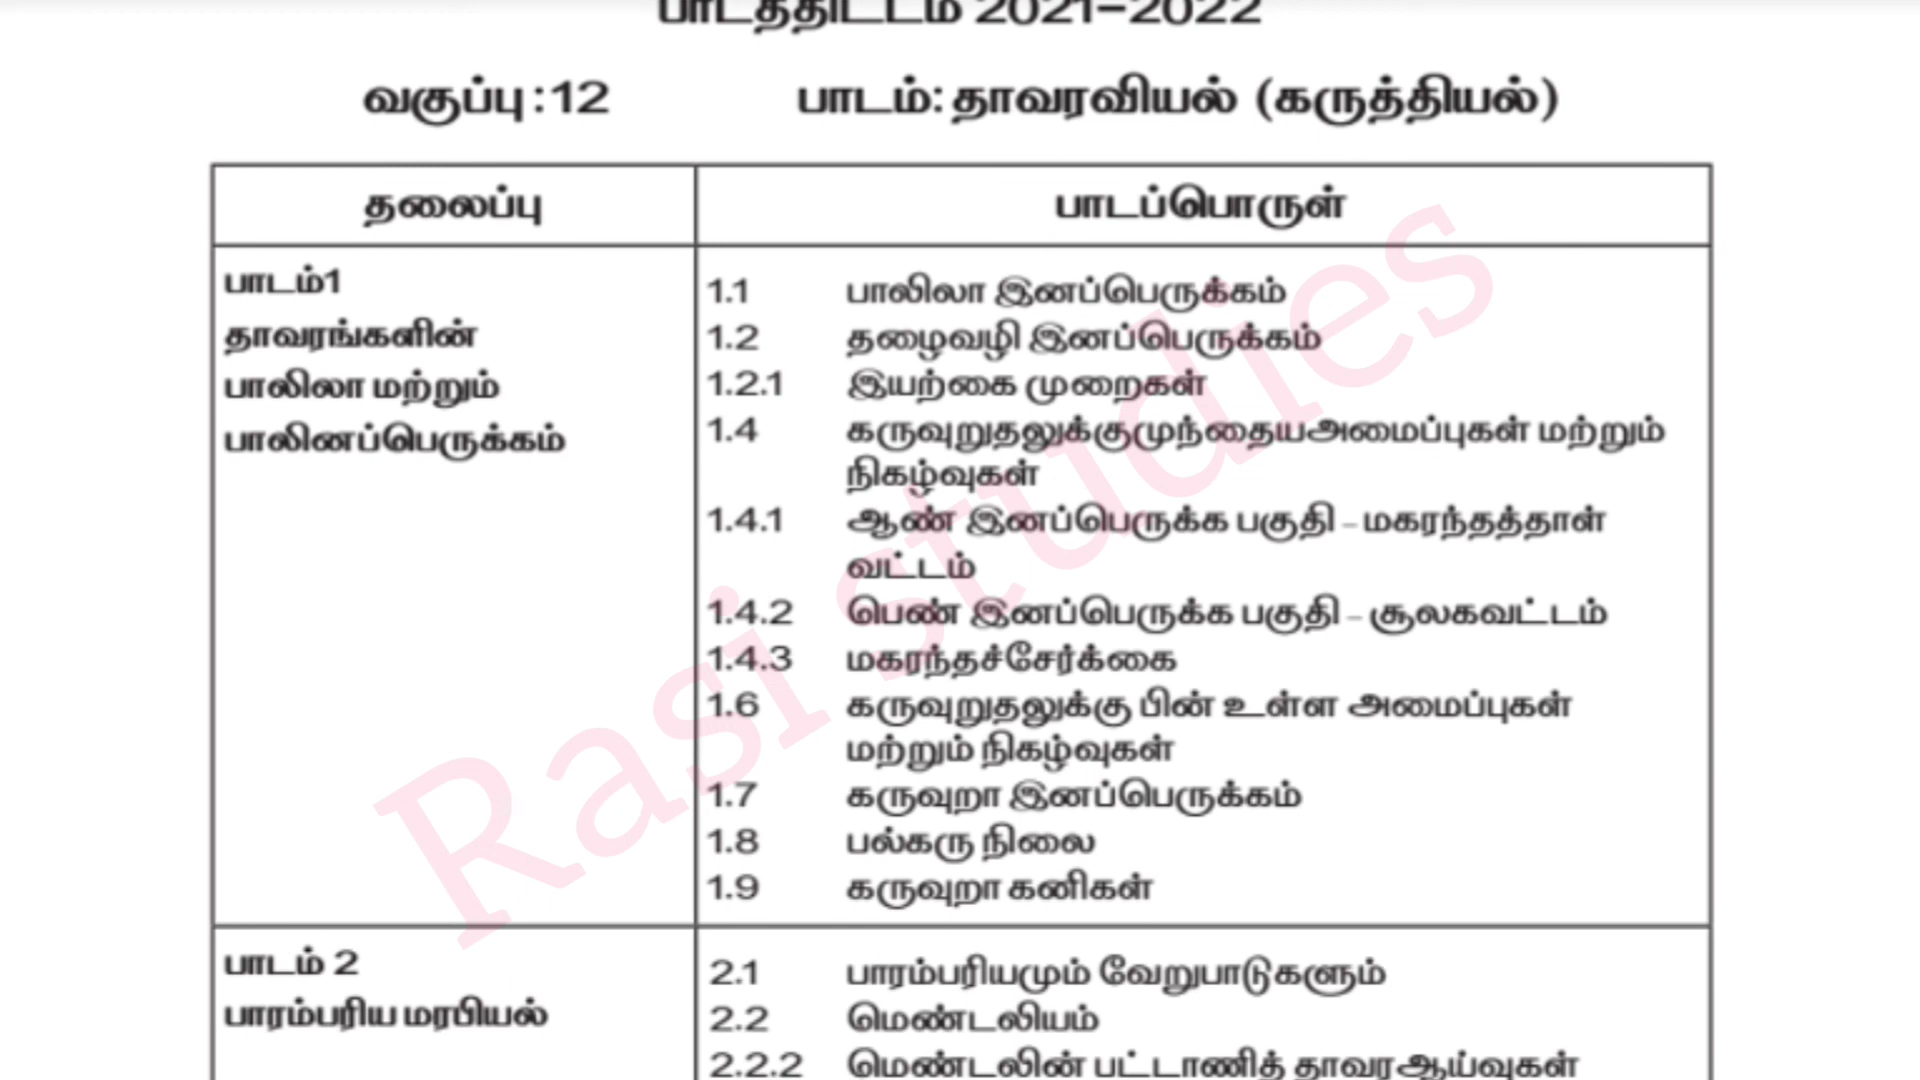 பாடத்திட்டம் 2021-2022
வகுப்பு :12 பாடம்: தாவரவியல் (கருத்தியல்)
தலைப்பு பாடப்பொருள்
பாடம்1
தாவரங்களின்
பாலிலா மற்றும்
பாலினப்பெருக்கம்
1.1 பாலிலா இனப்பெருக்கம்
1.2 தழைவழி இனப்பெருக்கம்
1.2.1 இயற்கை முறைகள்
1.4 கருவுறுதலுக்குமுந்தையஅமைப்புகள் மற்றும்
நிகழ்வுகள்
1.4.1 ஆண் இனப்பெருக்க பகுதி – மகரந்தத்தாள்
வட்டம்
1.4.2 பெண் இனப்பெருக்க பகுதி – சூலகவட்டம்
1.4.3 மகரந்தச்சேர்க்கை
1.6 கருவுறுதலுக்கு பின் உள்ள அமைப்புகள்
மற்றும் நிகழ்வுகள்
1.7 கருவுறா இனப்பெருக்கம்
1.8 பல்கரு நிலை
1.9 கருவுறா கனிகள்
பாடம் 2
பாரம்பரிய மரபியல்
2.1 பாரம்பரியமும் வேறுபாடுகளும்
2.2 மெண்டலியம்
2.2.2 மெண்டலின் பட்டாணித் தாவரஆய்வுகள்
Rasi studies